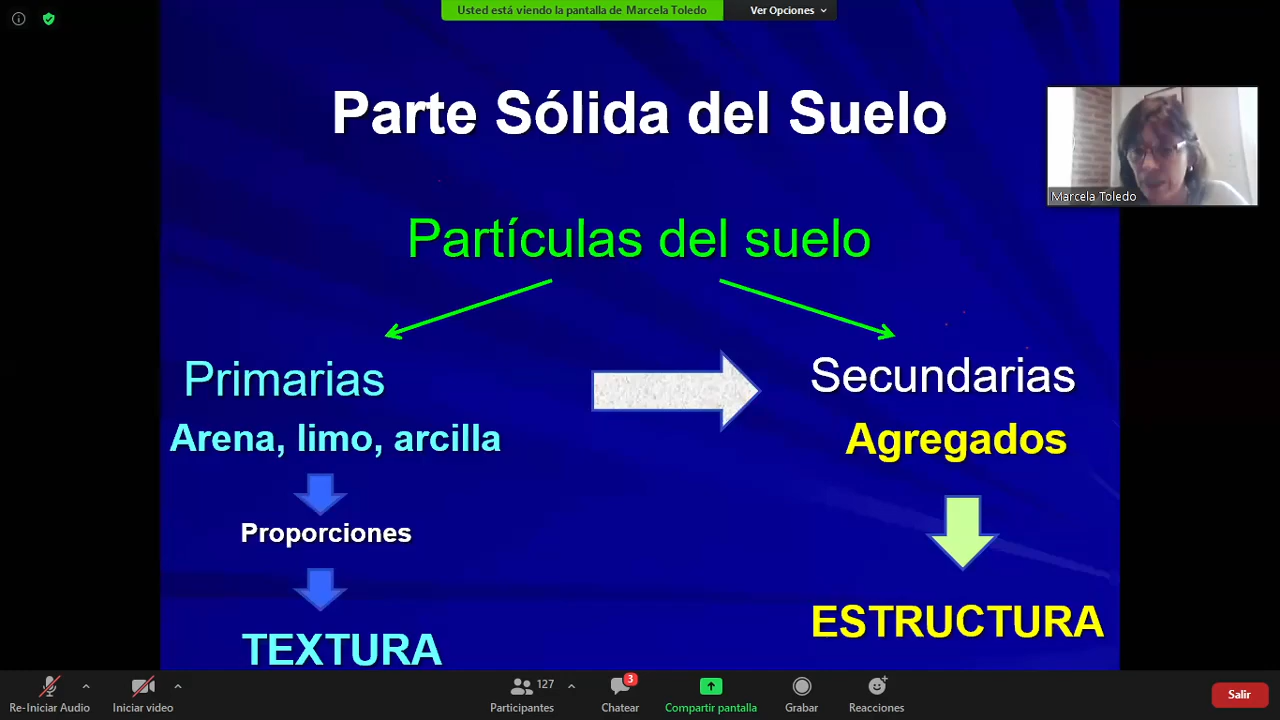 Usted está viendo la pantalla de Marcela Toledo
Ver Opciones
Parte Sólida del Suelo
Marcela Toledo
Partículas del suelo
Primarias
Secundarias
Arena, limo, arcilla
Agregados
Proporciones
ESTRUCTURA
TEXTURA
127
3
Re-Iniciar Audio
Iniciar video
Participantes
Chatear
Compartir pantalla
Grabar
Reacciones
Salir